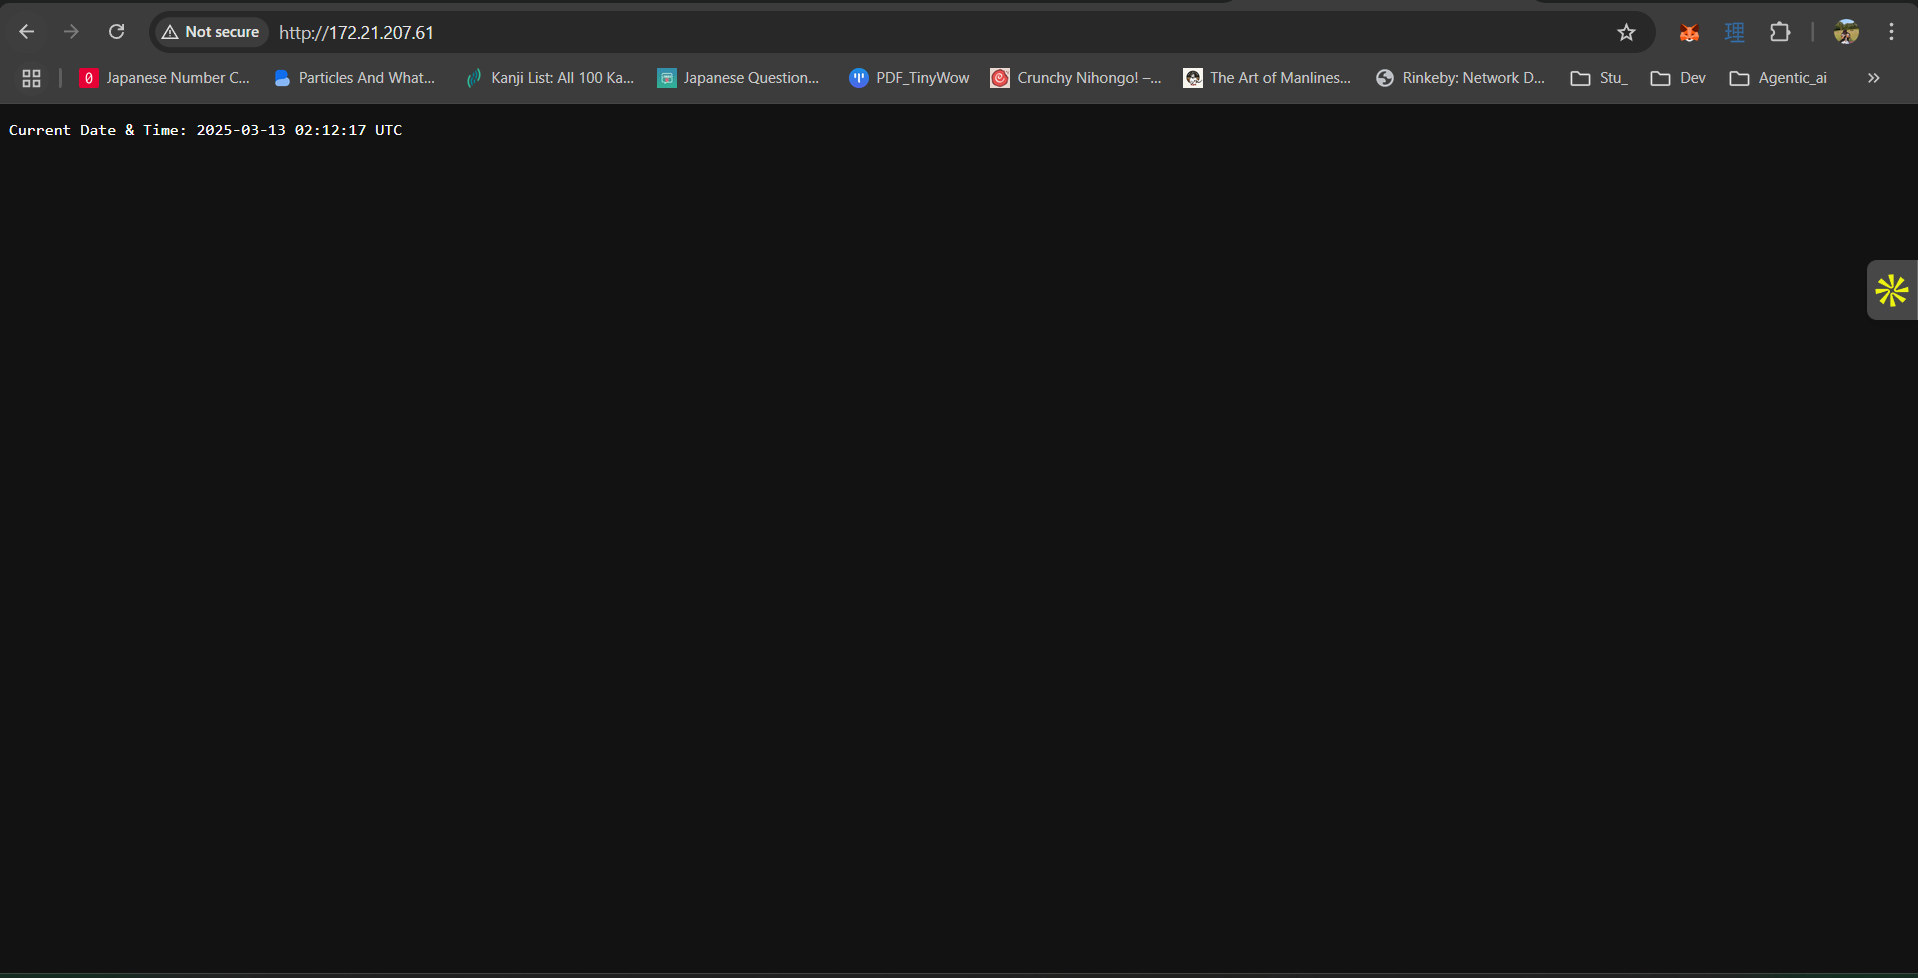 Not secure http://172.21.207.61 理
0 Japanese Number C... Particles And What... Kanji List: All 100 Ka... Japanese Question... PDF_TinyWow Crunchy Nihongo! –... The Art of Manlines... Rinkeby: Network D... Stu_ Dev Agentic_ai »
Current Date & Time: 2025-03-13 02:12:17 UTC